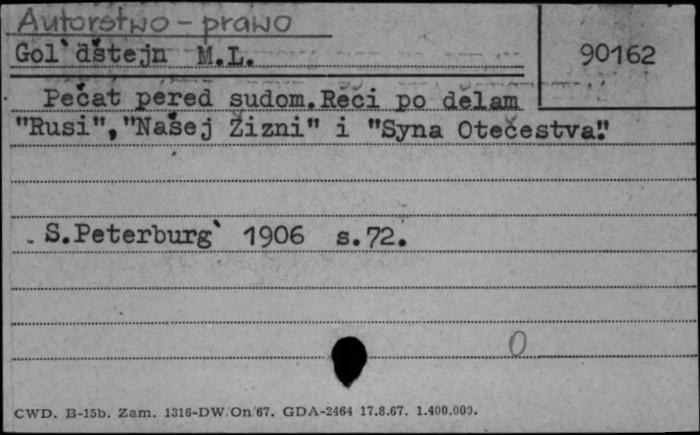 Autorstwo - prawo
Gol`dštejn M.L.
90162
Pečat pered sudom. Reči po dělam
"Rusi", "Našej Žizni" i "Syna Otečestva".
S.Peterburg` 1906 s.72.
0
CWD. B-15b. Zam. 1316-DW/On/67. GDA-2464 17.8.67. 1.400.000.